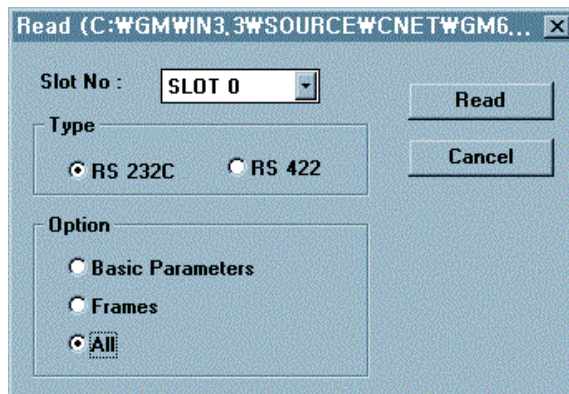 Read (C:₩GM₩IN3,3₩SOURCE₩CNET₩GM6... 
Slot No : SLOT 0
Read
Type
RS 232C RS 422
Cancel
Option
Basic Parameters
Frames
All